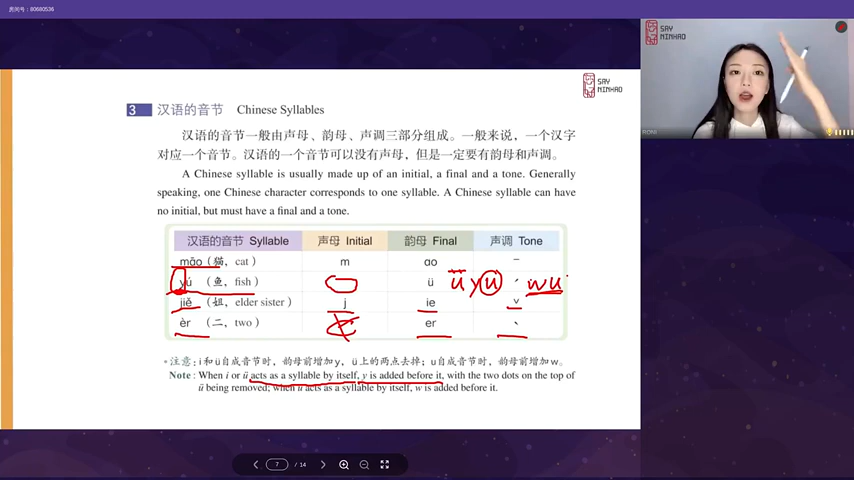 房间号：80680536
SAY
NINHAO
SAY
NINHAO
3 汉语的音节 Chinese Syllables
汉语的音节一般由声母、韵母、声调三部分组成。一般来说，一个汉字
对应一个音节。汉语的一个音节可以没有声母，但是一定要有韵母和声调。
A Chinese syllable is usually made up of an initial, a final and a tone. Generally
speaking, one Chinese character corresponds to one syllable. A Chinese syllable can have
no initial, but must have a final and a tone.
汉语的音节 Syllable 声母 Initial 韵母 Final 声调 Tone
māo (猫, cat) m ao ˉ
yú (鱼, fish) ü ˊ
ü yu wu
jiě (姐, elder sister) j ie ˇ
èr (二, two) er ˋ
•注意：i和ü自成音节时，韵母前增加y，ü上的两点去掉；u自成音节时，韵母前增加w。
Note: When i or ü acts as a syllable by itself, y is added before it, with the two dots on the top of
ü being removed; when u acts as a syllable by itself, w is added before it.
7 / 14